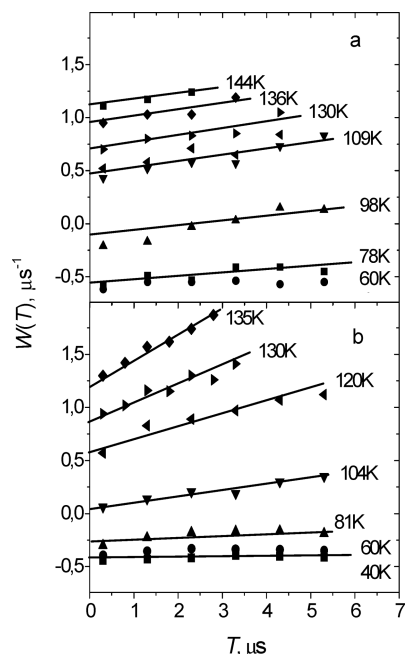 a
1,5
144K
136K
1,0
130K
109K
0,5
98K
0,0
78K
-0,5
60K
W(T), μs⁻¹
b
135K
1,5
130K
1,0
120K
0,5
104K
0,0
81K
60K
-0,5
40K
0 1 2 3 4 5 6 7
T, μs